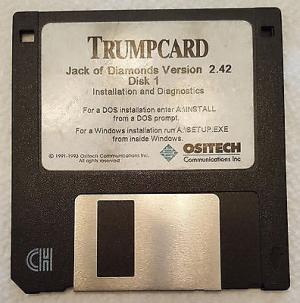 TRUMPCARD
Jack of Diamonds Version 2.42
Disk 1
Installation and Diagnostics
For a DOS installation enter A:INSTALL
from a DOS prompt.
For a Windows installation run A:\SETUP.EXE
from inside Windows.
© 1991-1993 Ositech Communications Inc.
All rights reserved
OSITECH
Communications Inc